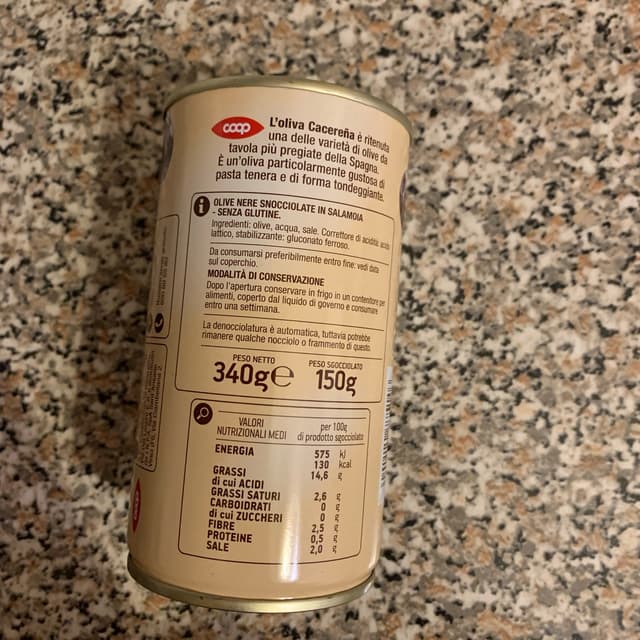 coop
L'oliva Cacereña è ritenuta
una delle varietà di olive da
tavola più pregiate della Spagna.
È un'oliva particolarmente gustosa di
pasta tenera e di forma tondeggiante.
OLIVE NERE SNOCCIOLATE IN SALAMOIA
- SENZA GLUTINE.
Ingredienti: olive, acqua, sale. Correttore di acidità: acido
lattico, stabilizzante: gluconato ferroso.
Da consumarsi preferibilmente entro fine: vedi data
sul coperchio.
MODALITÀ DI CONSERVAZIONE
Dopo l'apertura conservare in frigo in un contenitore per
alimenti, coperto dal liquido di governo e consumare
entro una settimana.
La denocciolatura è automatica, tuttavia potrebbe
rimanere qualche nocciolo o frammento di questo.
PESO NETTO PESO SGOCCIOLATO
340g℮ 150g
VALORI per 100g
NUTRIZIONALI MEDI di prodotto sgocciolato
ENERGIA 575 kJ
130 kcal
GRASSI 14,6 g
di cui ACIDI
GRASSI SATURI 2,6 g
CARBOIDRATI 0 g
di cui ZUCCHERI 0 g
FIBRE 2,5 g
PROTEINE 0,5 g
SALE 2,0 g